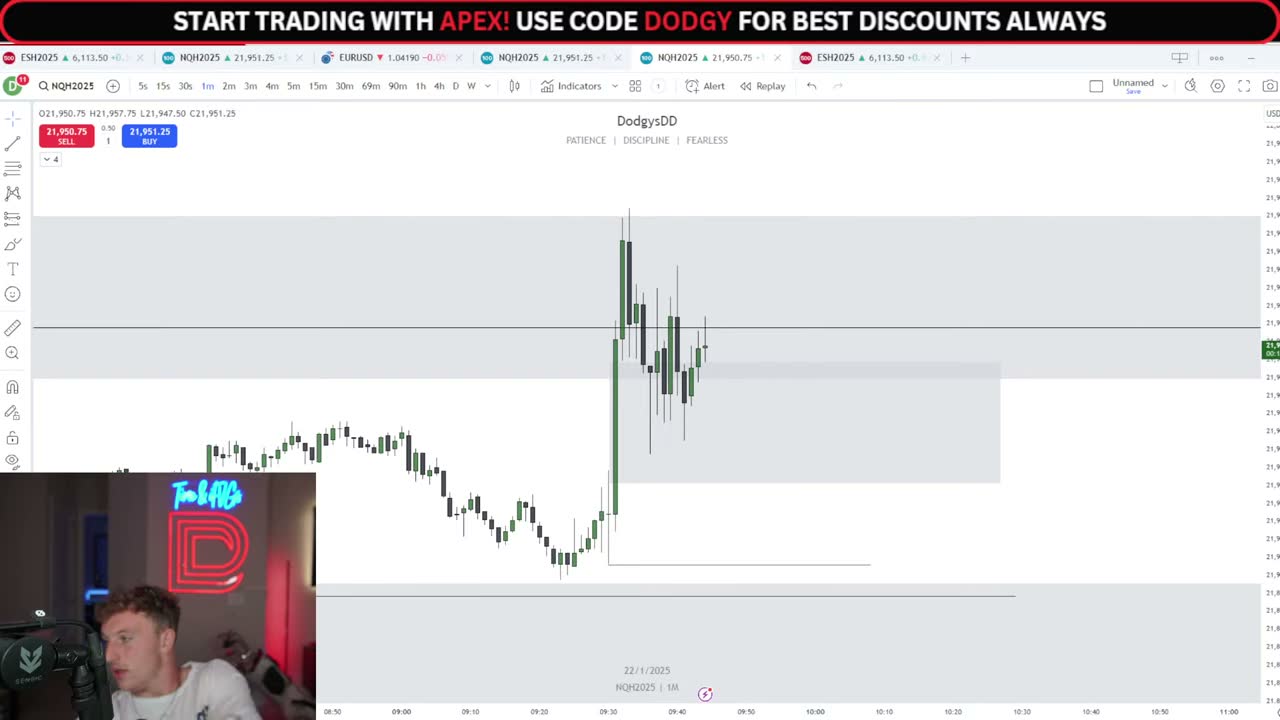 START TRADING WITH APEX! USE CODE DODGY FOR BEST DISCOUNTS ALWAYS
ESH2025 ▲ 6,113.50
NQH2025 ▲ 21,951.25
EURUSD ▼ 1.04190
NQH2025 ▲ 21,951.25
NQH2025 ▲ 21,950.75
ESH2025 ▲ 6,113.50
D 11 NQH2025 5s 15s 30s 1m 2m 3m 4m 5m 15m 30m 69m 90m 1h 4h D W Indicators 1 Alert Replay Unnamed
Save
O21,950.75 H21,957.75 L21,947.50 C21,951.25
USD
21,950.75 SELL 0.50 1 21,951.25 BUY
4
DodgysDD
PATIENCE | DISCIPLINE | FEARLESS
Time & PDGs
D
SENSIC
22/1/2025
NQH2025 | 1M
08:50 09:00 09:10 09:20 09:30 09:40 09:50 10:00 10:10 10:20 10:30 10:40 10:50 11:00